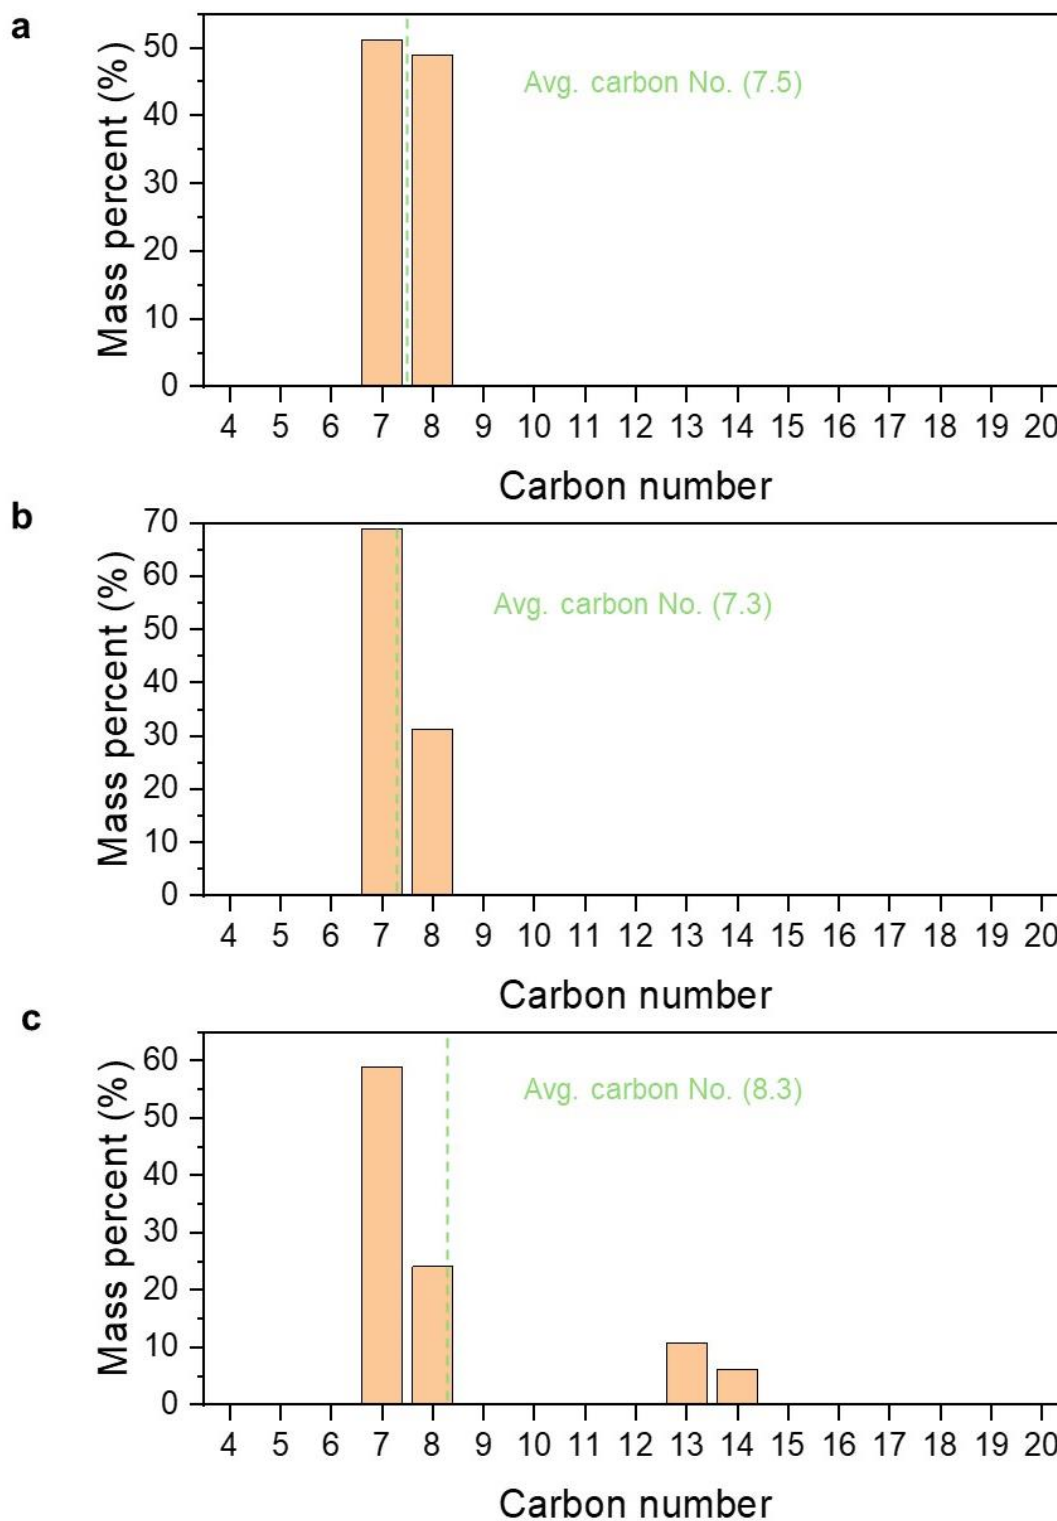 a
Mass percent (%)
50
40
30
20
10
0
Avg. carbon No. (7.5)
4 5 6 7 8 9 10 11 12 13 14 15 16 17 18 19 20
Carbon number
b
Mass percent (%)
70
60
50
40
30
20
10
0
Avg. carbon No. (7.3)
4 5 6 7 8 9 10 11 12 13 14 15 16 17 18 19 20
Carbon number
c
Mass percent (%)
60
50
40
30
20
10
0
Avg. carbon No. (8.3)
4 5 6 7 8 9 10 11 12 13 14 15 16 17 18 19 20
Carbon number